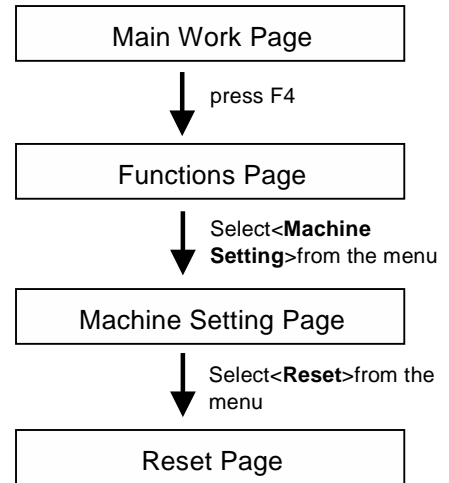 Main Work Page
press F4
Functions Page
Select<Machine
Setting>from the menu
Machine Setting Page
Select<Reset>from the
menu
Reset Page